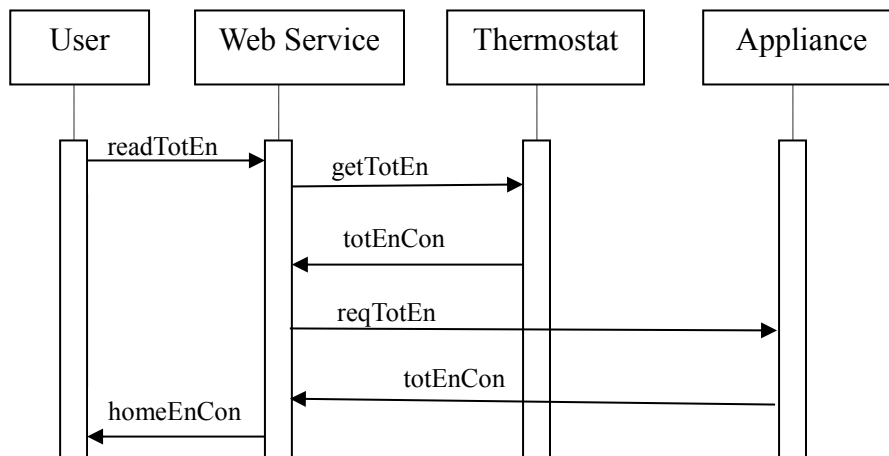 User
Web Service
Thermostat
Appliance
readTotEn
getTotEn
totEnCon
reqTotEn
totEnCon
homeEnCon